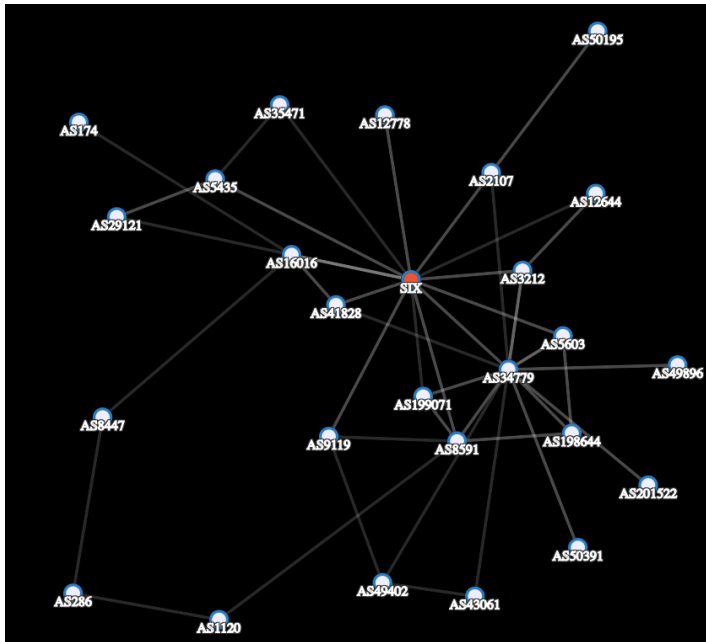 AS50195
AS35471
AS12778
AS174
AS2107
AS5435
AS12644
AS29121
AS16016
AS3212
SIX
AS41828
AS5603
AS34779
AS49896
AS199071
AS8447
AS9119
AS8591
AS198644
AS201522
AS50391
AS49402
AS286
AS43061
AS1120